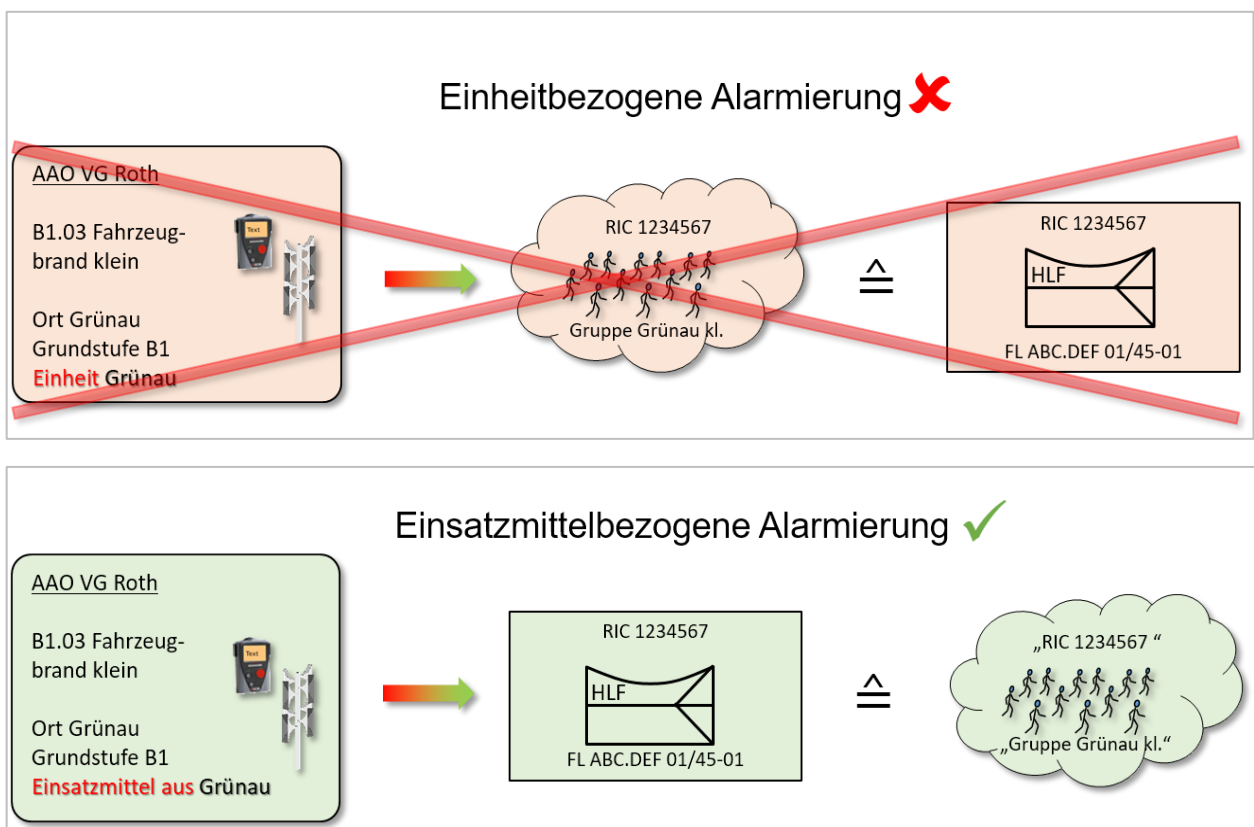 Einheitbezogene Alarmierung
AAO VG Roth
B1.03 Fahrzeug-
brand klein
Ort Grünau
Grundstufe B1
Einheit Grünau
Text
RIC 1234567
Gruppe Grünau kl.
RIC 1234567
HLF
FL ABC.DEF 01/45-01
Einsatzmittelbezogene Alarmierung
AAO VG Roth
B1.03 Fahrzeug-
brand klein
Ort Grünau
Grundstufe B1
Einsatzmittel aus Grünau
Text
RIC 1234567
HLF
FL ABC.DEF 01/45-01
„RIC 1234567 “
„Gruppe Grünau kl.“